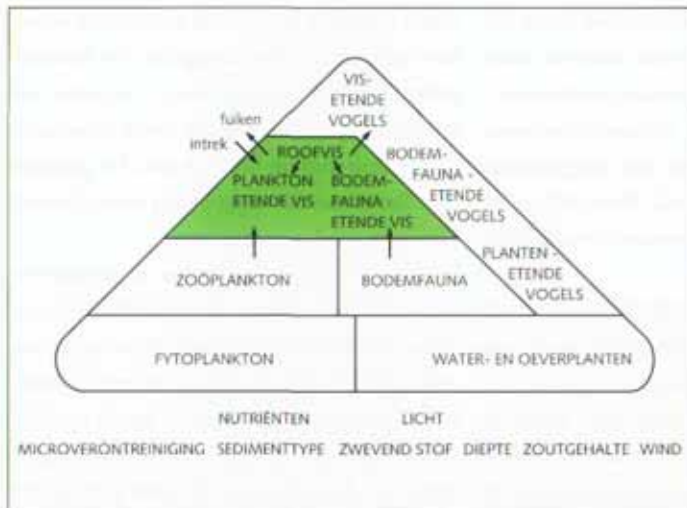 VIS-
ETENDE
VOGELS
fuiken
intrek
ROOFVIS
PLANKTON
ETENDE VIS
BODEM-
FAUNA -
ETENDE VIS
BODEM-
FAUNA -
ETENDE
VOGELS
PLANTEN -
ETENDE
VOGELS
ZOÖPLANKTON
BODEMFAUNA
FYTOPLANKTON
WATER- EN OEVERPLANTEN
NUTRIËNTEN LICHT
MICROVERONTREINIGING SEDIMENTTYPE ZWEVEND STOF DIEPTE ZOUTGEHALTE WIND